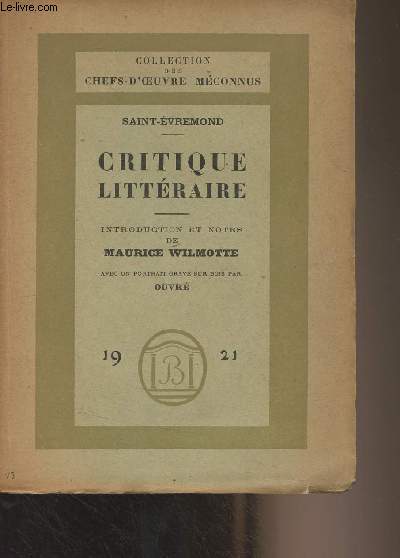 Le-Livre.com
COLLECTION
DES
CHEFS-D'ŒUVRE MÉCONNUS
SAINT-ÉVREMOND
CRITIQUE
LITTÉRAIRE
INTRODUCTION ET NOTES
DE
MAURICE WILMOTTE
AVEC UN PORTRAIT GRAVÉ SUR BOIS PAR
OUVRÉ
19 B 21